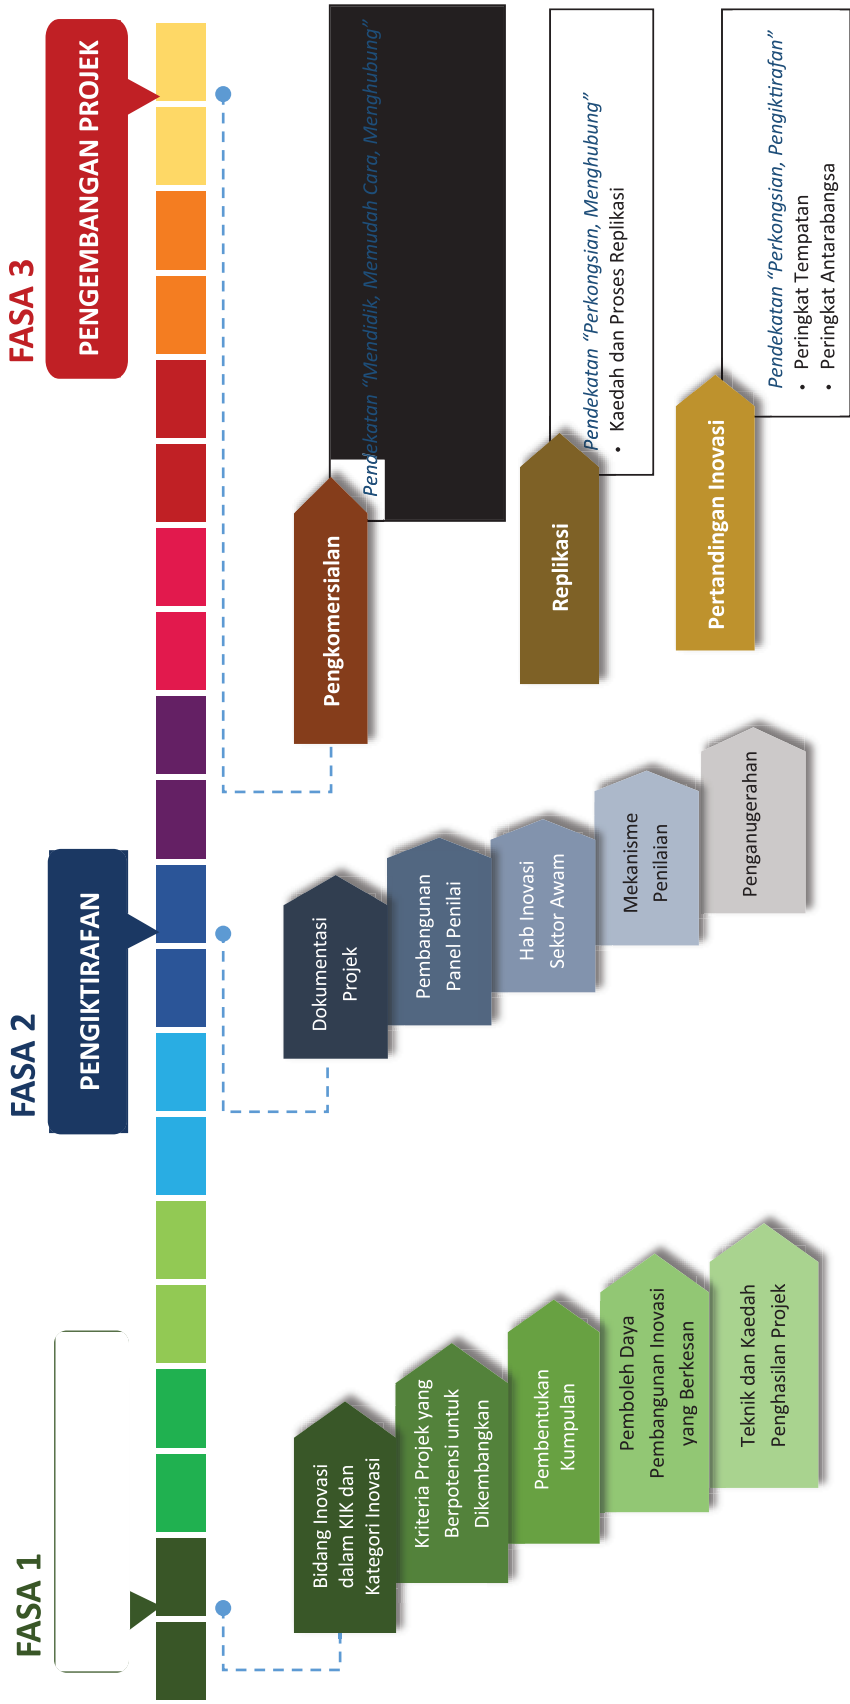 FASA 1
Bidang Inovasi
dalam KIK dan
Kategori Inovasi
Kriteria Projek yang
Berpotensi untuk
Dikembangkan
Pembentukan
Kumpulan
Pemboleh Daya
Pembangunan Inovasi
yang Berkesan
Teknik dan Kaedah
Penghasilan Projek
FASA 2
PENGIKTIRAFAN
Dokumentasi
Projek
Pembangunan
Panel Penilai
Hab Inovasi
Sektor Awam
Mekanisme
Penilaian
Penganugerahan
FASA 3
PENGEMBANGAN PROJEK
Pengkomersialan
Pendekatan “Mendidik, Memudah Cara, Menghubung”
Replikasi
Pendekatan “Perkongsian, Menghubung”
• Kaedah dan Proses Replikasi
Pertandingan Inovasi
Pendekatan “Perkongsian, Pengiktirafan”
• Peringkat Tempatan
• Peringkat Antarabangsa